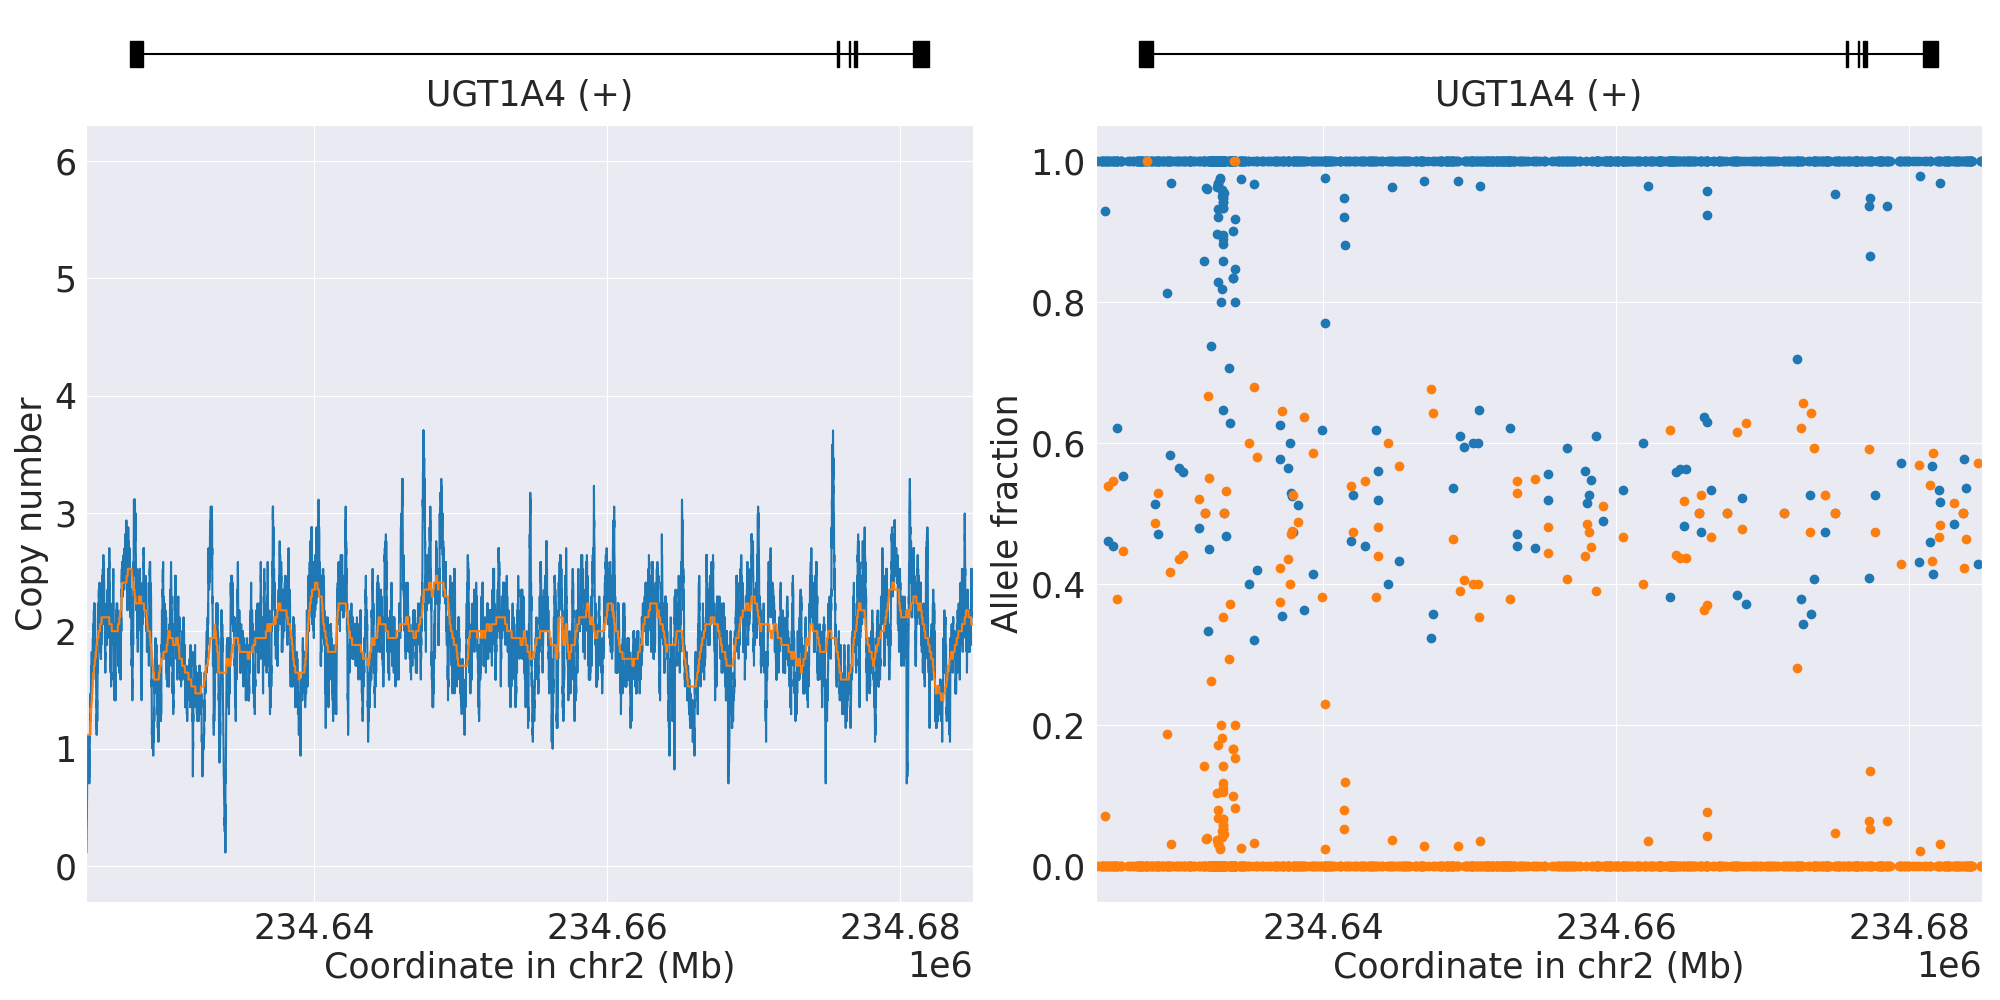 UGT1A4 (+)
6
5
4
3
2
1
0
Copy number
234.64 234.66 234.68
1e6
Coordinate in chr2 (Mb)
UGT1A4 (+)
1.0
0.8
0.6
0.4
0.2
0.0
Allele fraction
234.64 234.66 234.68
1e6
Coordinate in chr2 (Mb)